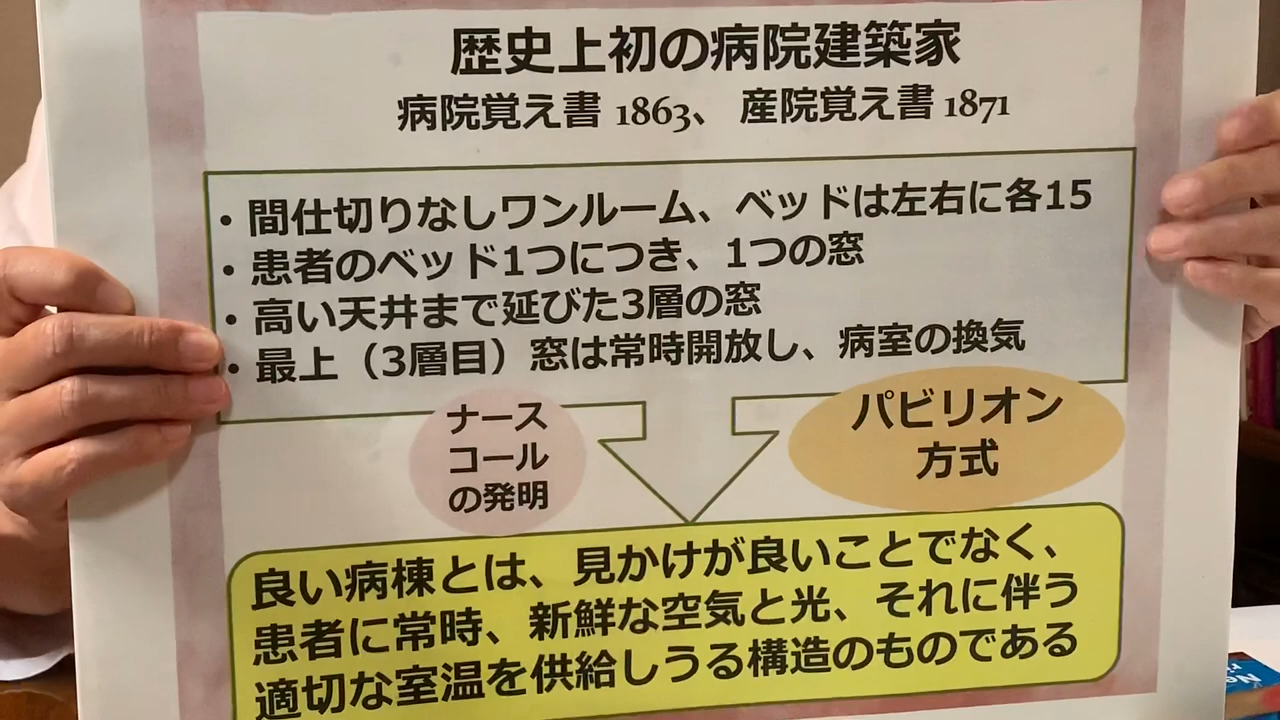 歴史上初の病院建築家
病院覚え書 1863、 産院覚え書 1871
・間仕切りなしワンルーム、ベッドは左右に各15
・患者のベッド1つにつき、1つの窓
・高い天井まで延びた3層の窓
・最上（3層目）窓は常時開放し、病室の換気
ナース
コール
の発明
パビリオン
方式
良い病棟とは、見かけが良いことでなく、
患者に常時、新鮮な空気と光、それに伴う
適切な室温を供給しうる構造のものである